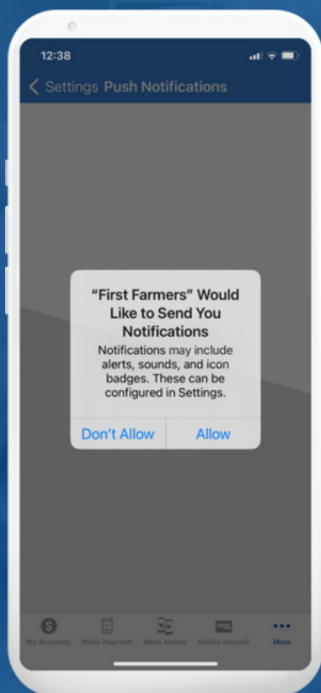 12:38
Settings Push Notifications
"First Farmers" Would
Like to Send You
Notifications
Notifications may include
alerts, sounds, and icon
badges. These can be
configured in Settings.
Don't Allow Allow
My Accounts Make Payment Move Money Mobile Deposit More